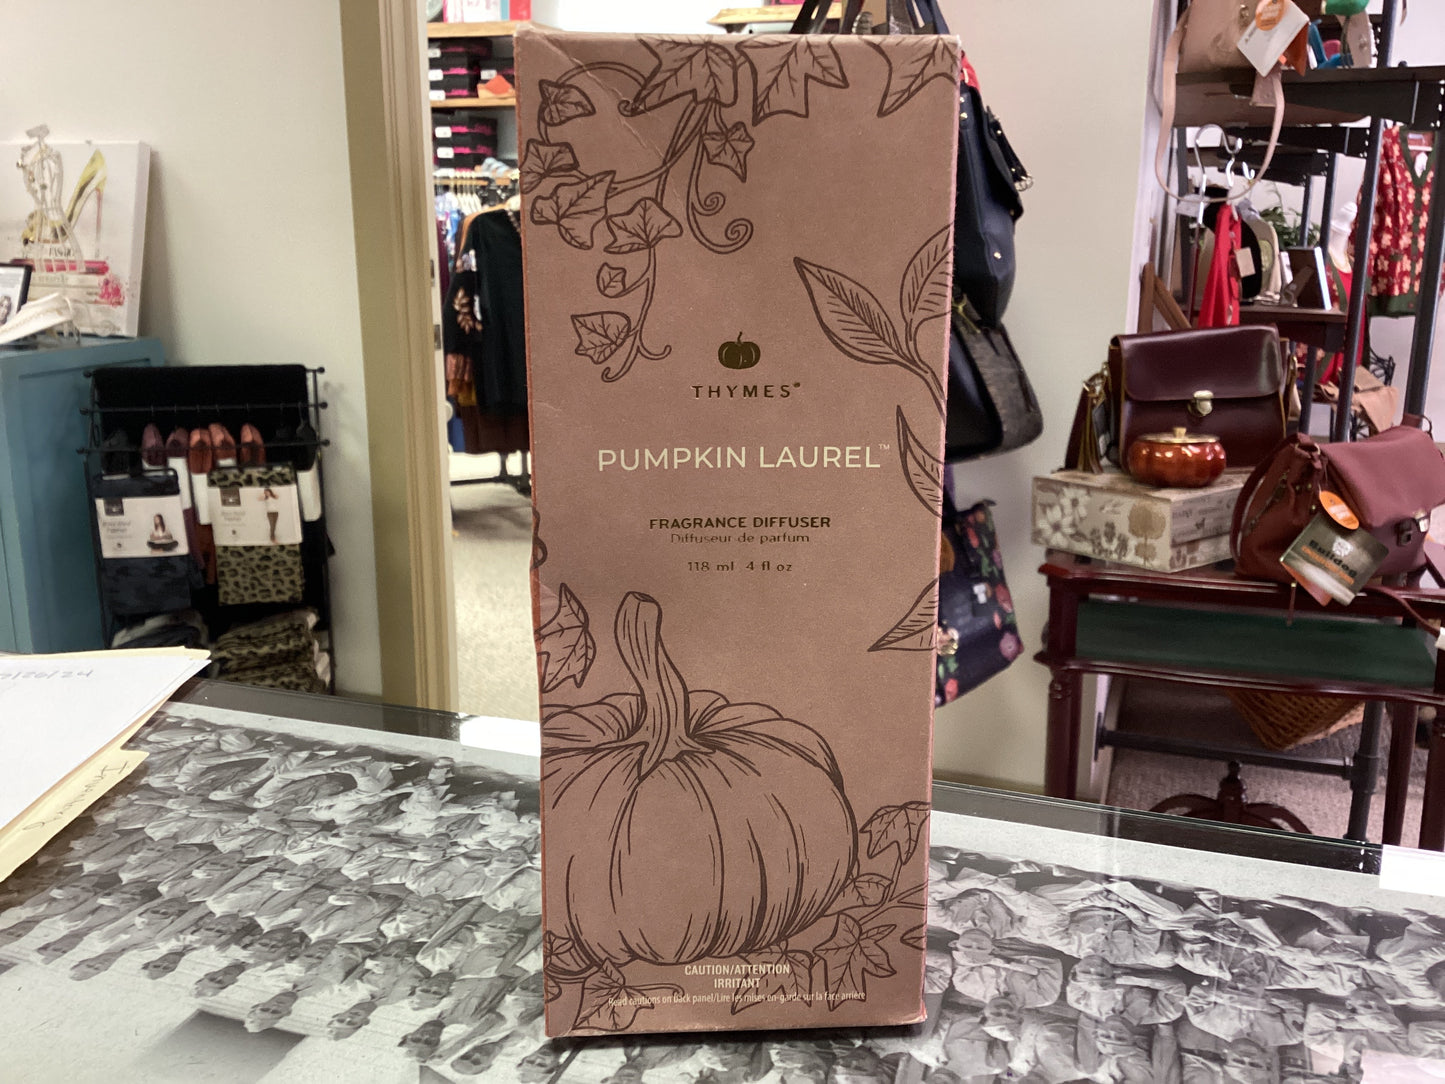 THYMES®
PUMPKIN LAUREL™
FRAGRANCE DIFFUSER
Diffuseur de parfum
118 ml 4 fl oz
CAUTION/ATTENTION
IRRITANT
Read cautions on back panel/Lire les mises en-garde sur la face arrière
Bulldog